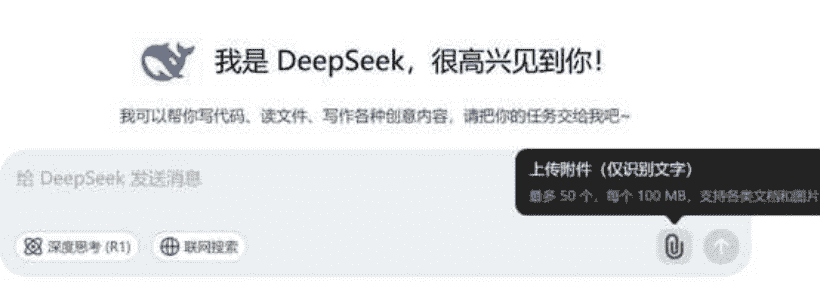 我是 DeepSeek，很高兴见到你！
我可以帮你写代码、读文件、写作各种创意内容，请把你的任务交给我吧~
上传附件（仅识别文字）
最多 50 个，每个 100 MB，支持各类文档和图片
给 DeepSeek 发送消息
深度思考 (R1)
联网搜索